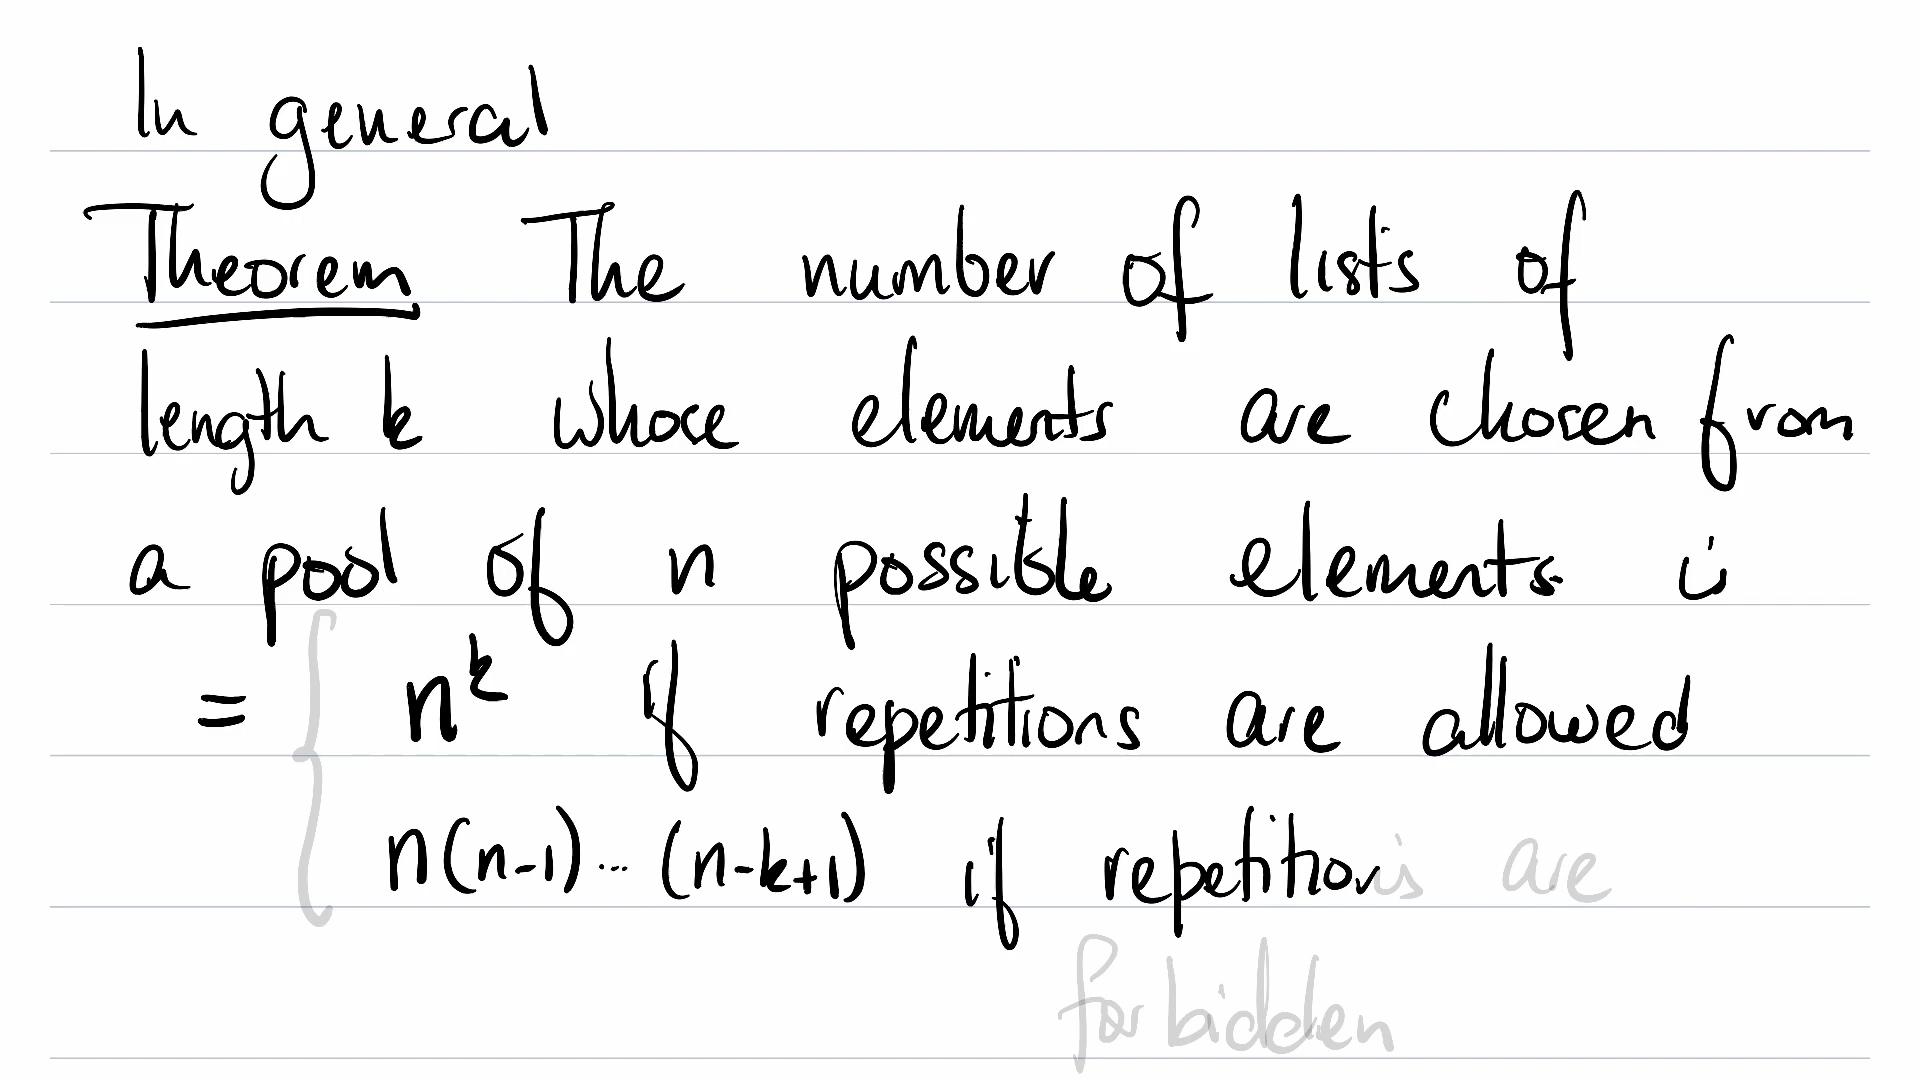 In general
Theorem The number of lists of
length k whose elements are chosen from
a pool of n possible elements is
= { n^k if repetitions are allowed
n(n-1)... (n-k+1) if repetitions are
forbidden